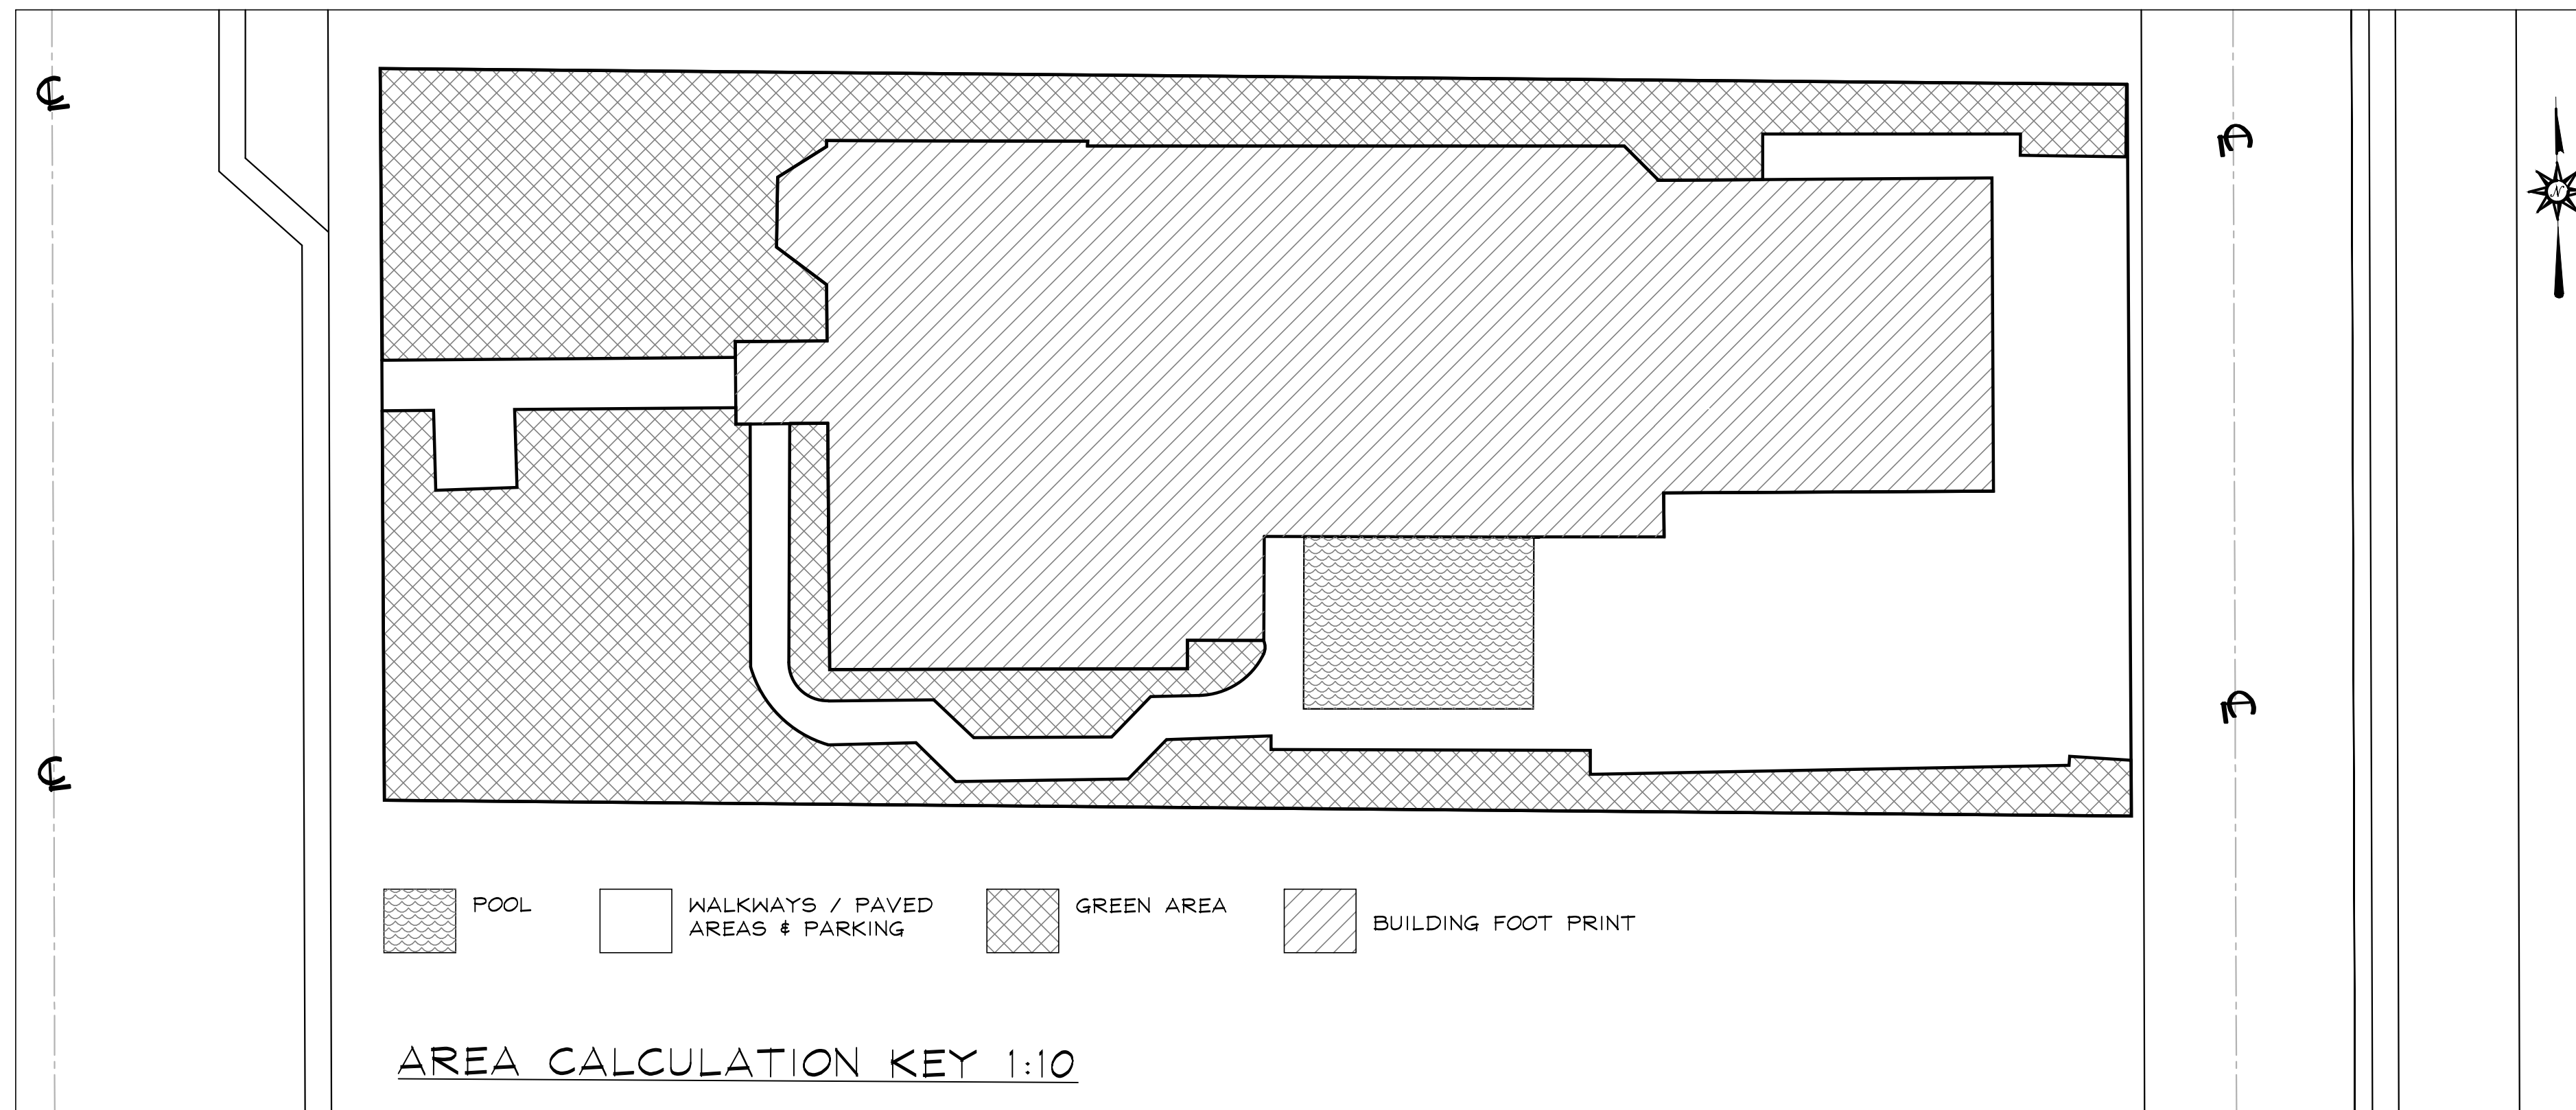 ℄
℄
℄
℄
N
POOL
WALKWAYS / PAVED
AREAS & PARKING
GREEN AREA
BUILDING FOOT PRINT
AREA CALCULATION KEY 1:10